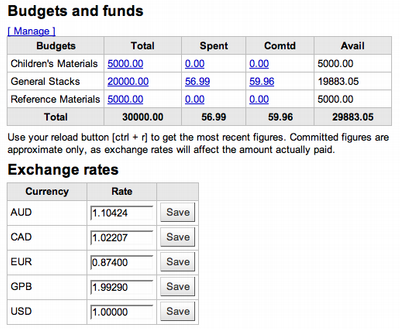 Budgets and funds
[ Manage ]
Budgets Total Spent Comtd Avail
Children's Materials 5000.00 0.00 0.00 5000.00
General Stacks 20000.00 56.99 59.96 19883.05
Reference Materials 5000.00 0.00 0.00 5000.00
Total 30000.00 56.99 59.96 29883.05
Use your reload button [ctrl + r] to get the most recent figures. Committed figures are
approximate only, as exchange rates will affect the amount actually paid.
Exchange rates
Currency Rate
AUD 1.10424 Save
CAD 1.02207 Save
EUR 0.87400 Save
GPB 1.99290 Save
USD 1.00000 Save